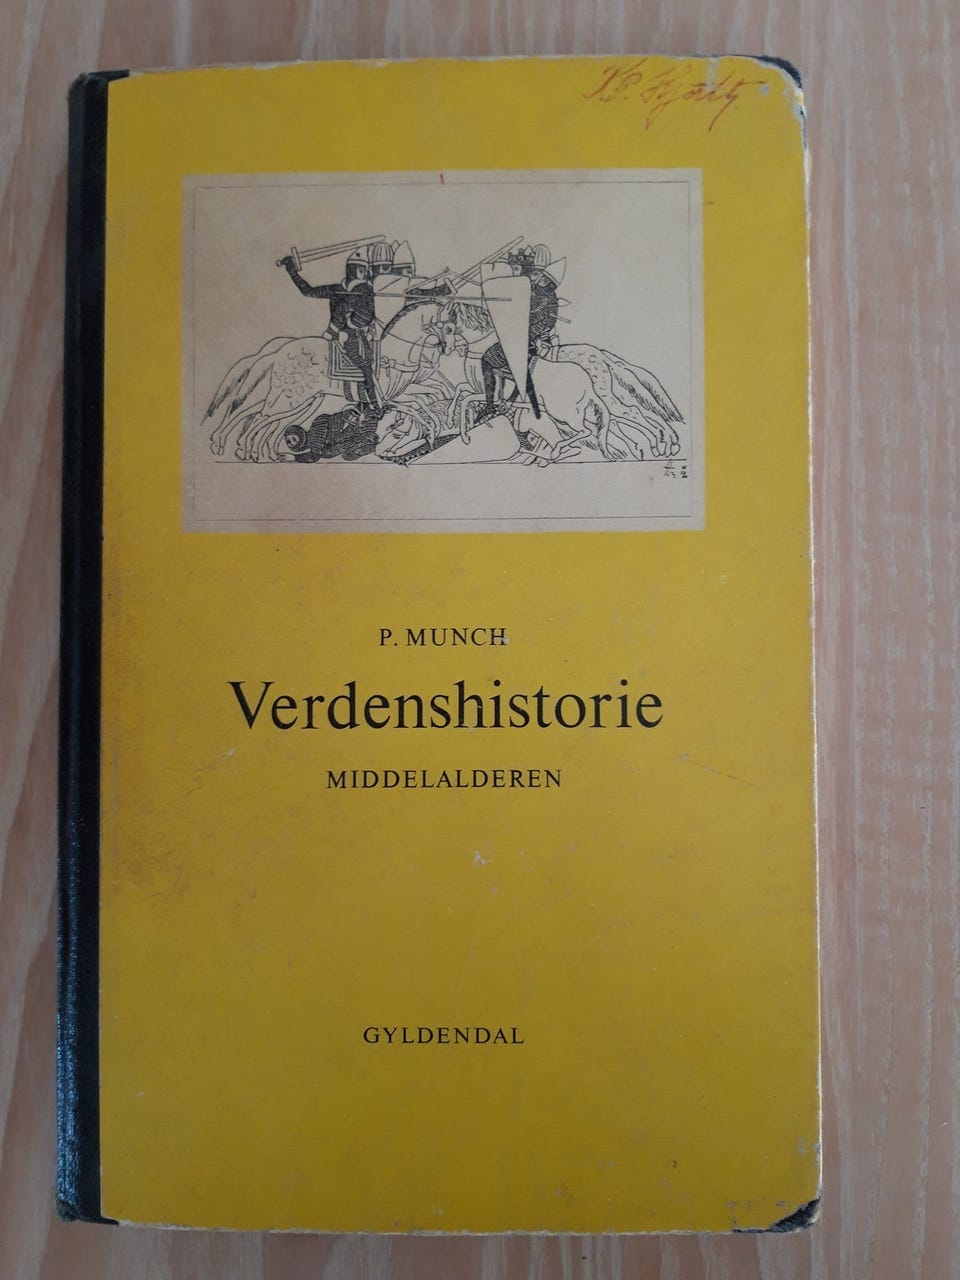 P. MUNCH
Verdenshistorie
MIDDELALDEREN
GYLDENDAL